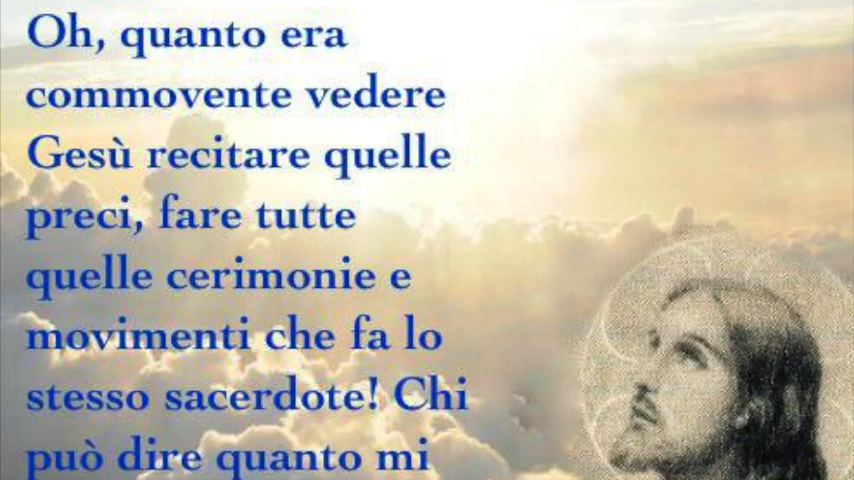 Oh, quanto era
commovente vedere
Gesù recitare quelle
preci, fare tutte
quelle cerimonie e
movimenti che fa lo
stesso sacerdote! Chi
può dire quanto mi